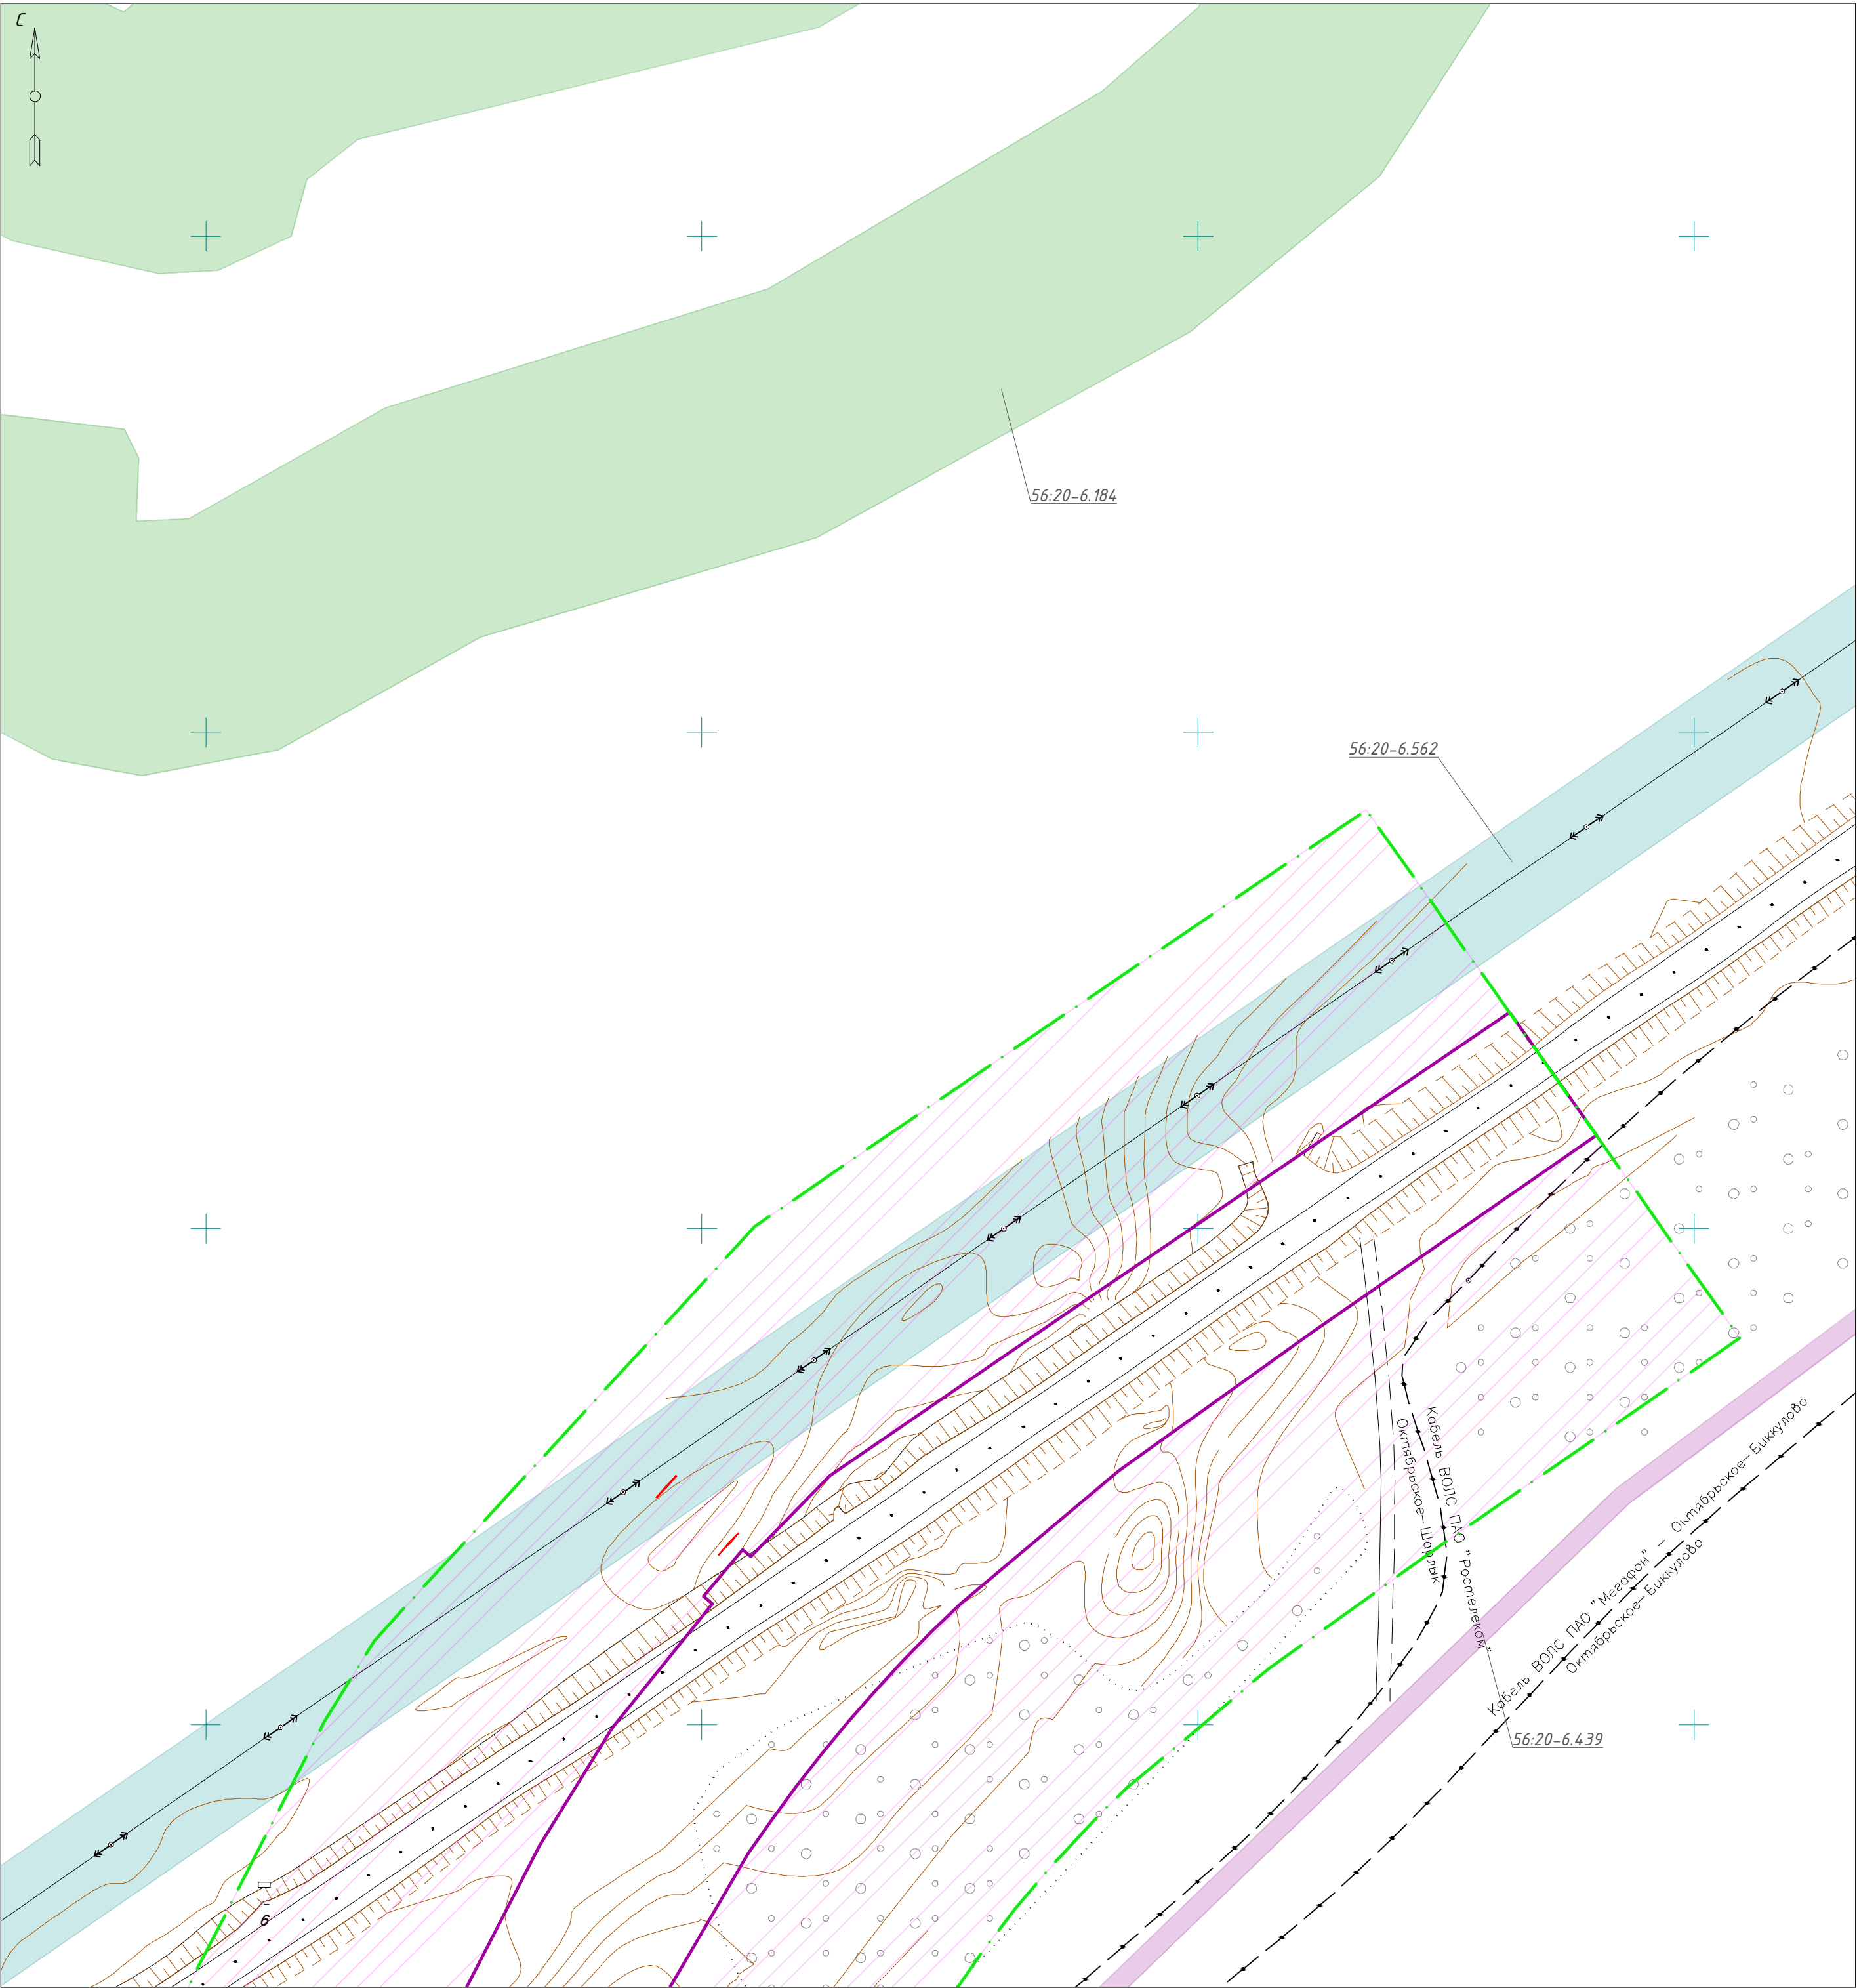 С
56:20-6.184
56:20-6.562
Кабель ВОЛС ПАО "Ростелеком"
Октябрьское-Шарлык
Кабель ВОЛС ПАО "Мегафон" - Октябрьское-Биккулово
Октябрьское-Биккулово
56:20-6.439
6